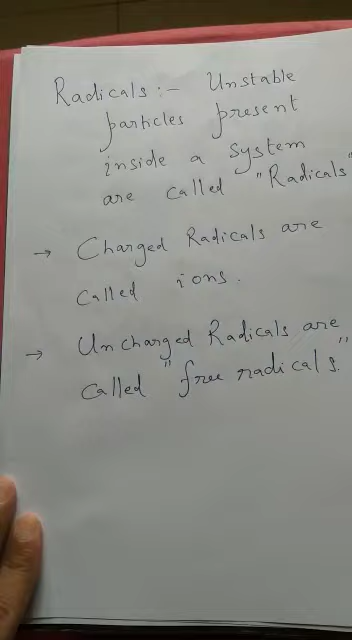 Radicals :- Unstable
particles present
inside a system
are called "Radicals"
→ Charged Radicals are
called ions.
→ Uncharged Radicals are
called "free radicals".